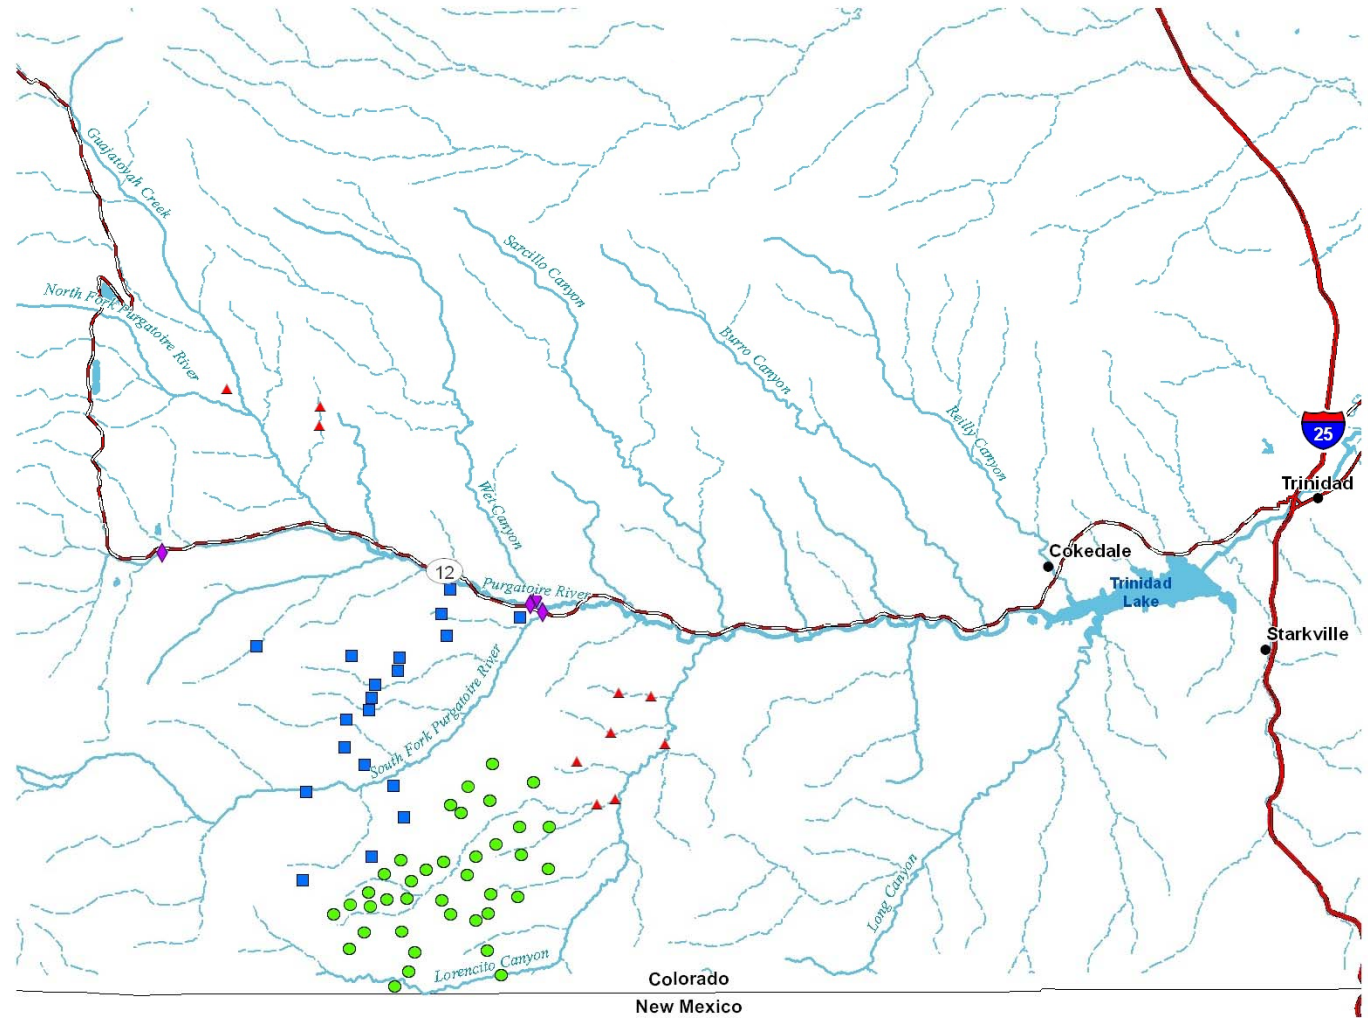 Guajatoyah Creek
North Fork Purgatoire River
Sarcillo Canyon
Burro Canyon
Reilly Canyon
25
Trinidad
Wet Canyon
Cokedale
12
Purgatoire River
Trinidad
Lake
Starkville
South Fork Purgatoire River
Long Canyon
Lorencito Canyon
Colorado
New Mexico